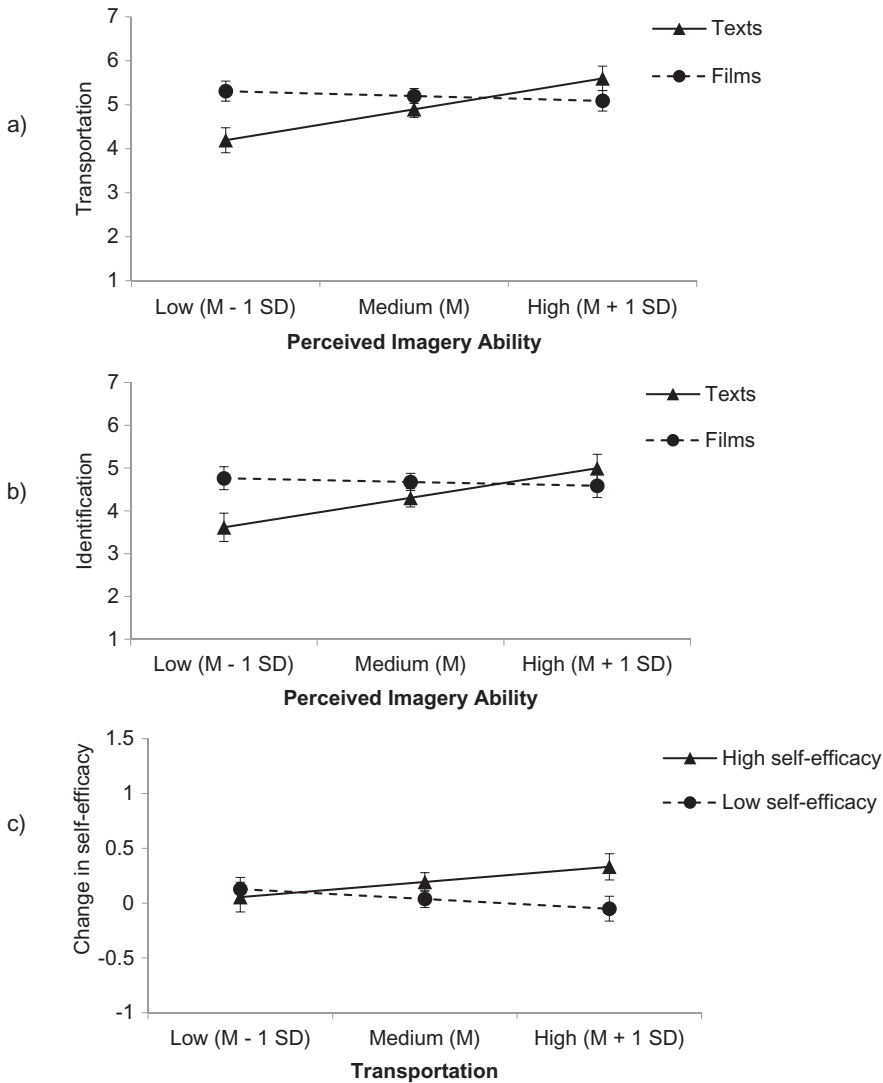 a)
Transportation
7
6
5
4
3
2
1
Low (M - 1 SD)
Medium (M)
High (M + 1 SD)
Perceived Imagery Ability
Texts
Films
b)
Identification
7
6
5
4
3
2
1
Low (M - 1 SD)
Medium (M)
High (M + 1 SD)
Perceived Imagery Ability
Texts
Films
c)
Change in self-efficacy
1.5
1
0.5
0
-0.5
-1
Low (M - 1 SD)
Medium (M)
High (M + 1 SD)
Transportation
High self-efficacy
Low self-efficacy